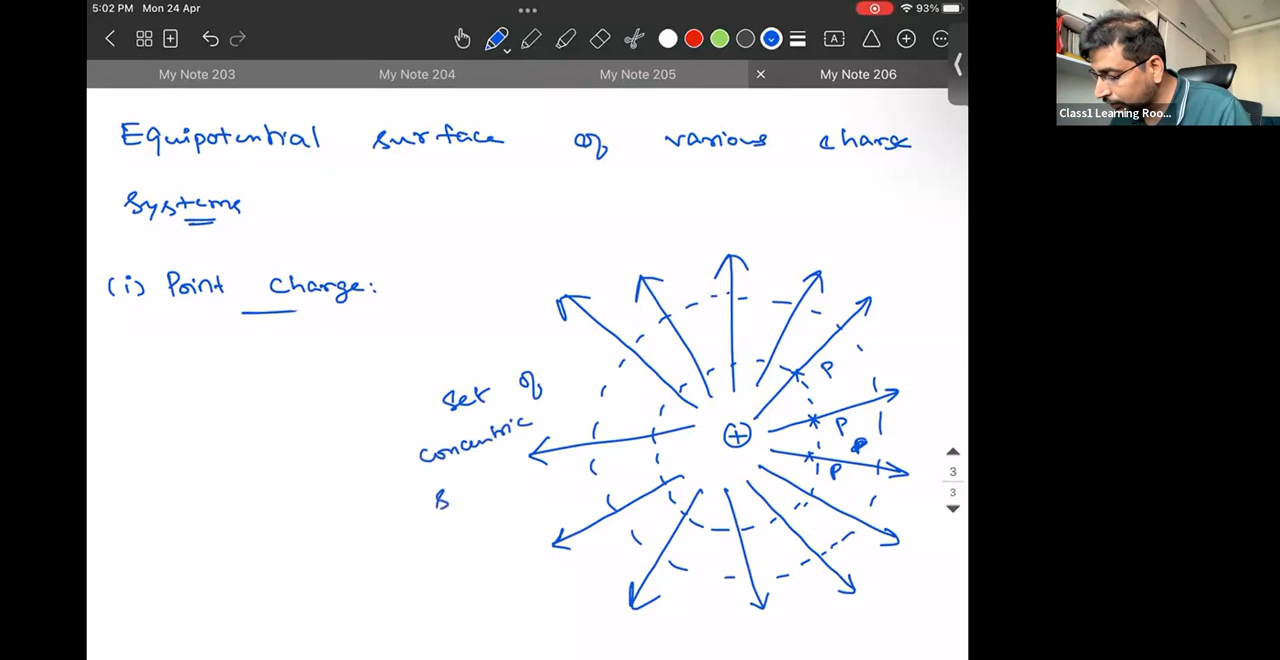 5:02 PM Mon 24 Apr
93%
My Note 203
My Note 204
My Note 205
My Note 206
Class1 Learning Roo...
Equipotential surface of various charge
systems
(i) Point charge:
set of
concentric
s
P
P
P
+
A
3
3